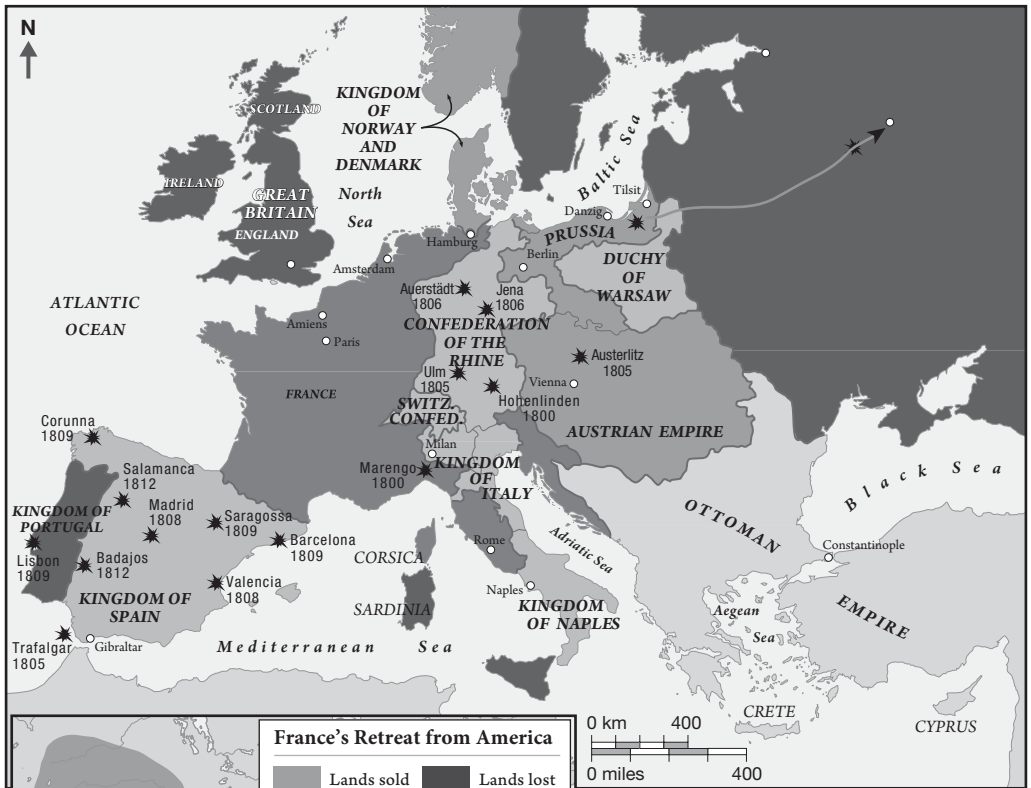 N
SCOTLAND
IRELAND
GREAT
BRITAIN
ENGLAND
KINGDOM
OF
NORWAY
AND
DENMARK
North
Sea
Baltic Sea
Tilsit
Danzig
PRUSSIA
Hamburg
Berlin
Amsterdam
DUCHY
OF
WARSAW
ATLANTIC
OCEAN
Auerstädt
1806
Jena
1806
Amiens
Paris
CONFEDERATION
OF THE
RHINE
FRANCE
Ulm
1805
Austerlitz
1805
Vienna
Hohenlinden
1800
SWITZ.
CONFED.
AUSTRIAN EMPIRE
Corunna
1809
Milan
Marengo
1800
KINGDOM
OF
ITALY
Salamanca
1812
Madrid
1808
KINGDOM OF
PORTUGAL
Saragossa
1809
Barcelona
1809
Lisbon
1809
Badajos
1812
Valencia
1808
KINGDOM OF
SPAIN
CORSICA
SARDINIA
Rome
Adriatic Sea
Naples
KINGDOM
OF NAPLES
OTTOMAN
EMPIRE
Black Sea
Constantinople
Aegean
Sea
Trafalgar
1805
Gibraltar
Mediterranean Sea
CRETE
CYPRUS
0 km 400
0 miles 400
France's Retreat from America
Lands sold
Lands lost